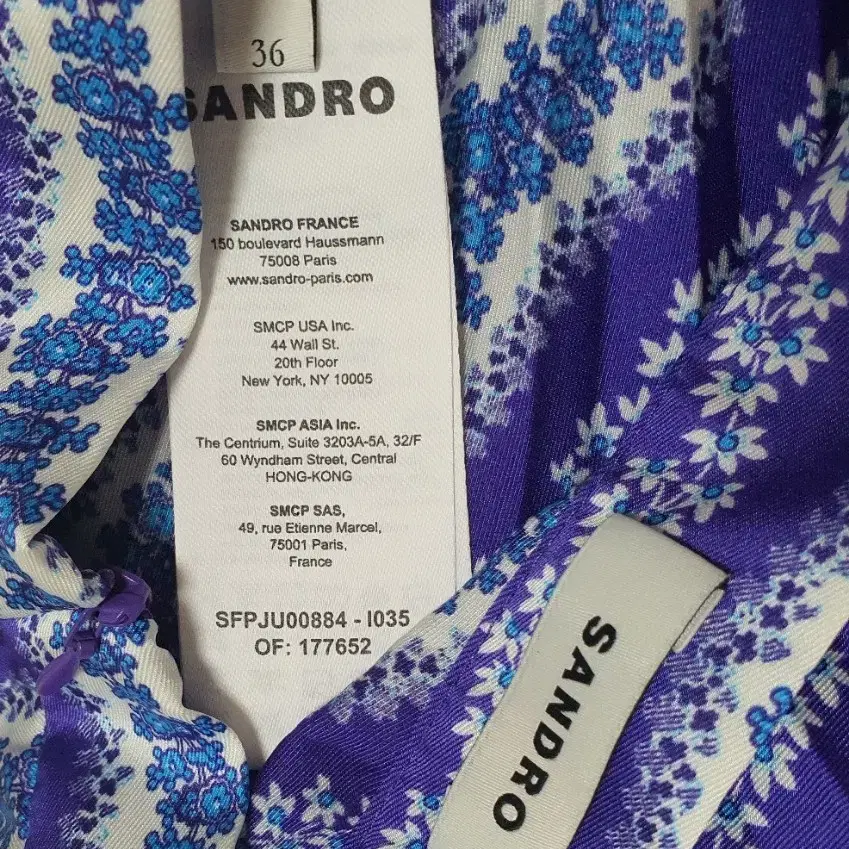 36
SANDRO
SANDRO FRANCE
150 boulevard Haussmann
75008 Paris
www.sandro-paris.com
SMCP USA Inc.
44 Wall St.
20th Floor
New York, NY 10005
SMCP ASIA Inc.
The Centrium, Suite 3203A-5A, 32/F
60 Wyndham Street, Central
HONG-KONG
SMCP SAS,
49, rue Etienne Marcel,
75001 Paris,
France
SFPJU00884 - I035
OF: 177652
SANDRO